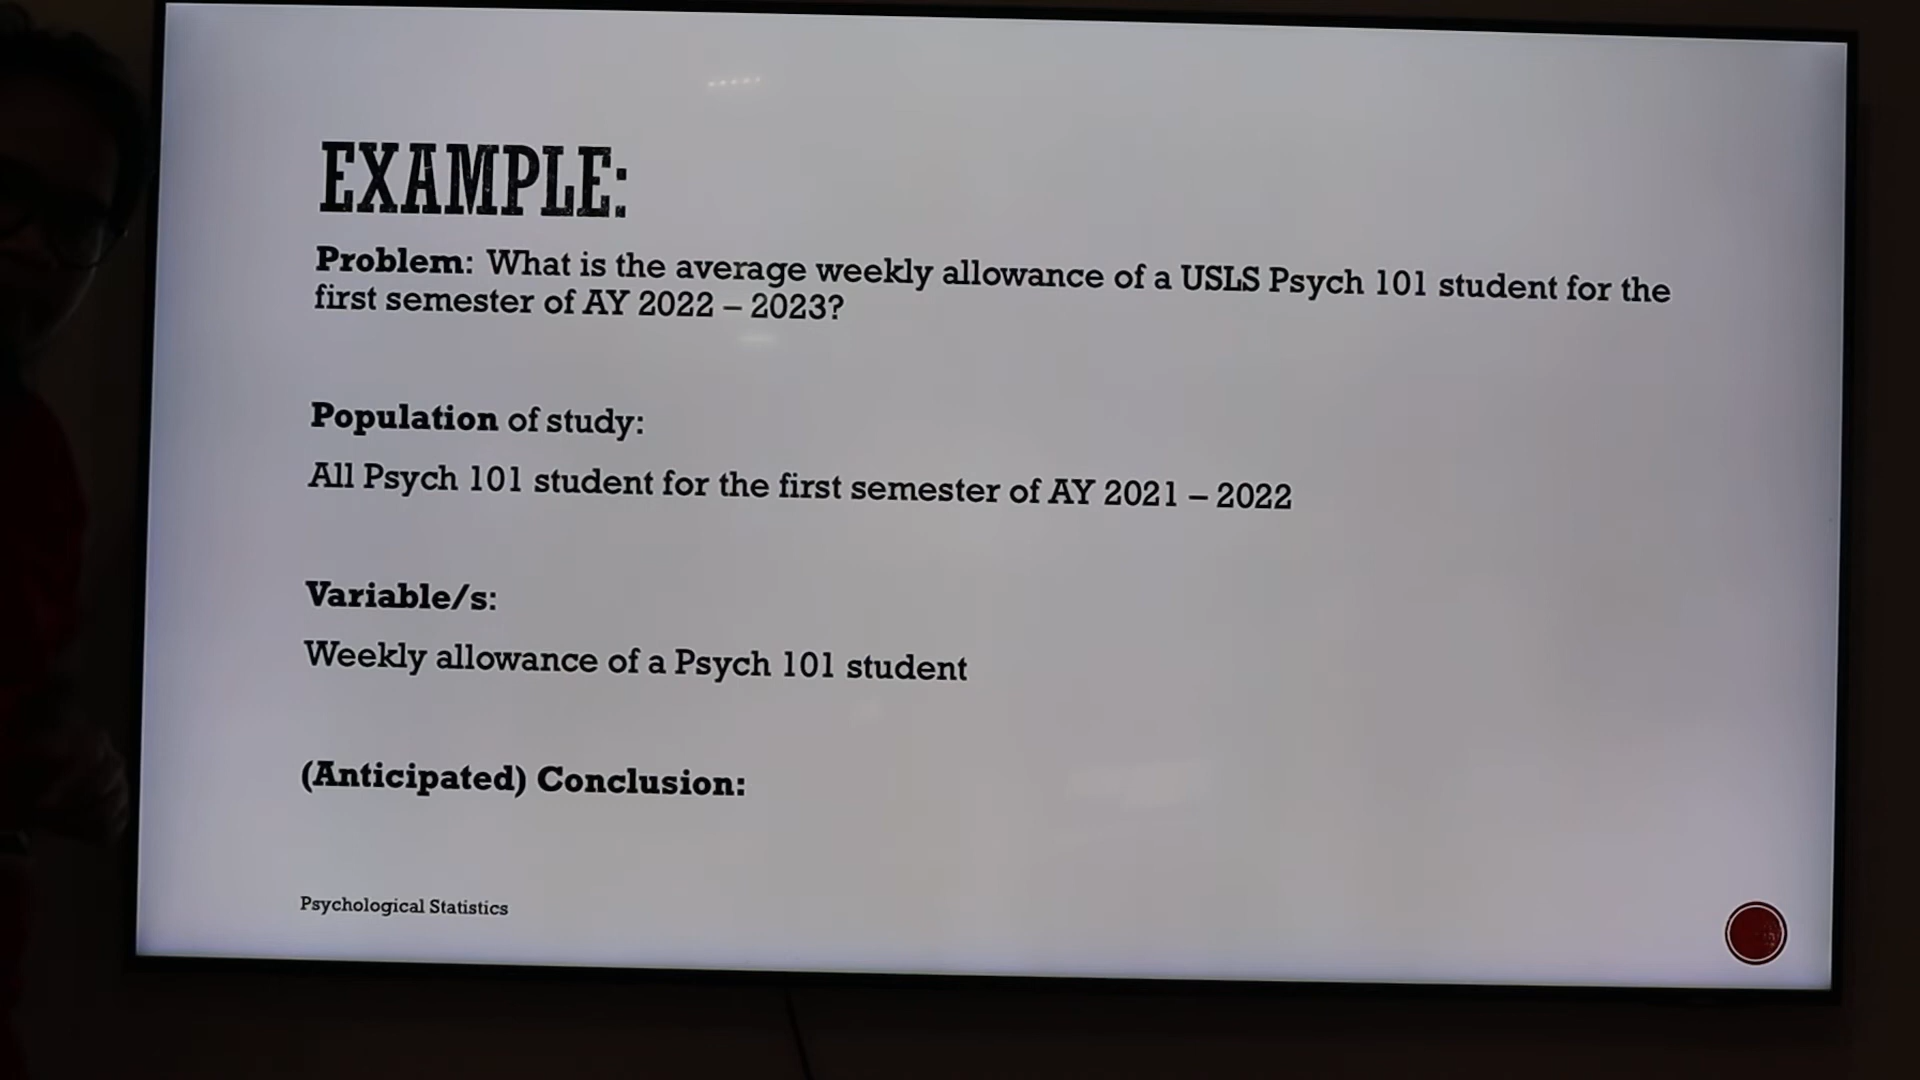 EXAMPLE:
Problem: What is the average weekly allowance of a USLS Psych 101 student for the
first semester of AY 2022 – 2023?
Population of study:
All Psych 101 student for the first semester of AY 2021 – 2022
Variable/s:
Weekly allowance of a Psych 101 student
(Anticipated) Conclusion:
Psychological Statistics